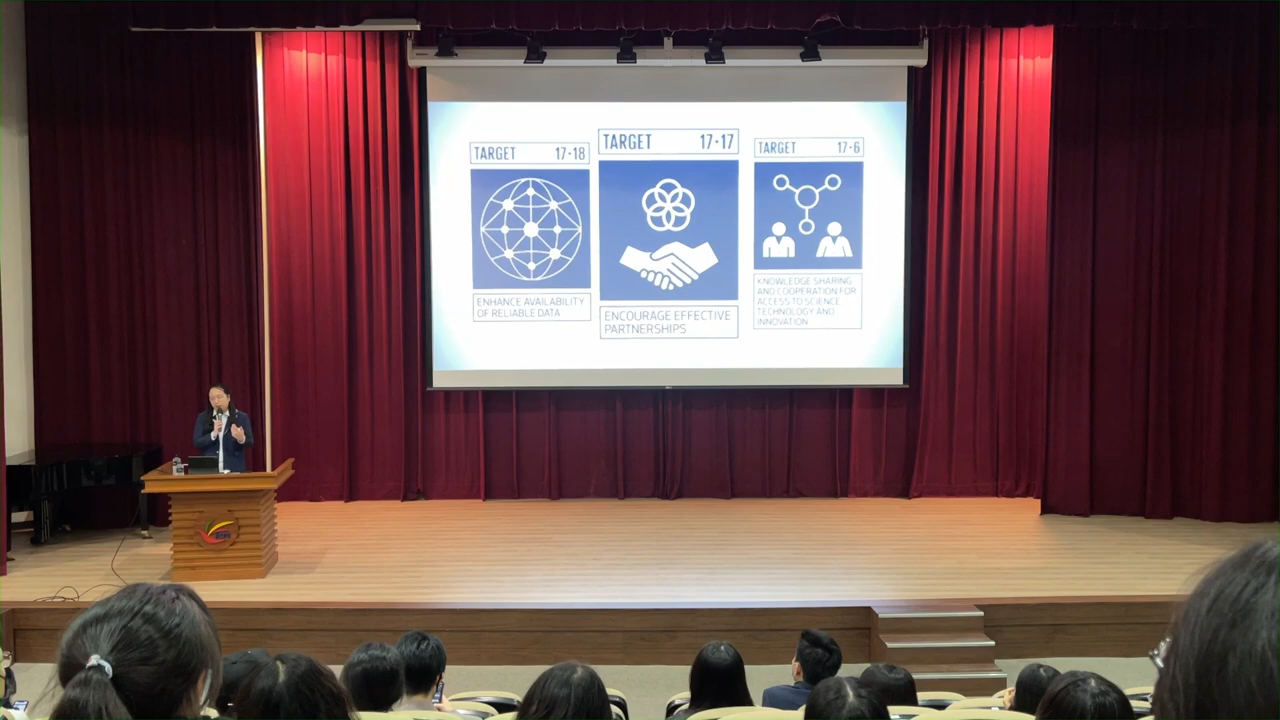 TARGET 17·18
ENHANCE AVAILABILITY
OF RELIABLE DATA
TARGET 17·17
ENCOURAGE EFFECTIVE
PARTNERSHIPS
TARGET 17·6
KNOWLEDGE SHARING
AND COOPERATION FOR
ACCESS TO SCIENCE
TECHNOLOGY AND
INNOVATION